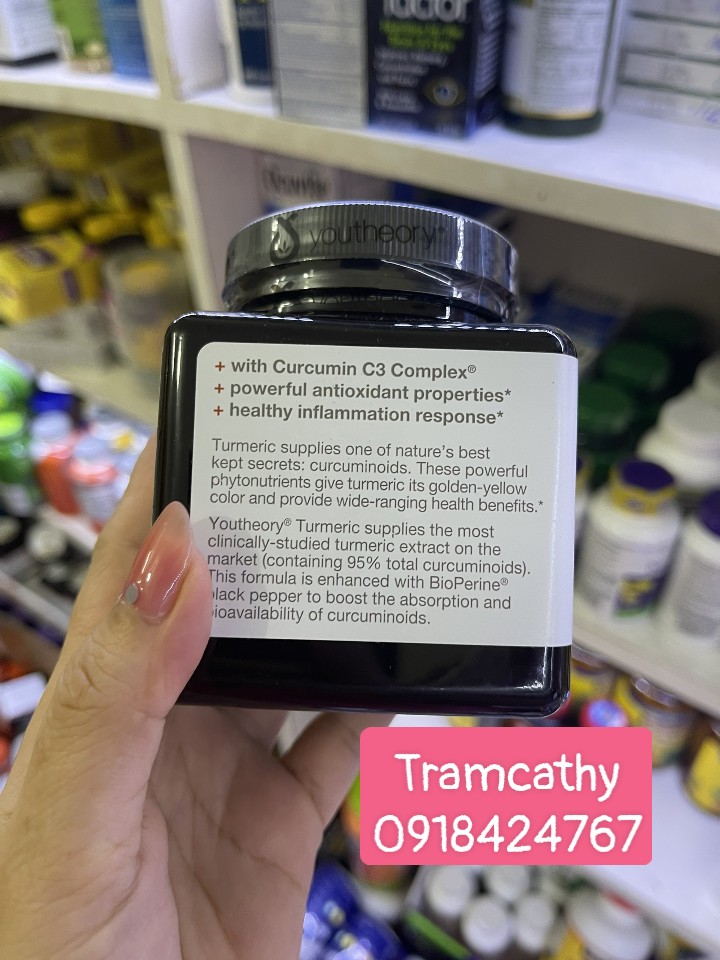 factor
youtheory
+ with Curcumin C3 Complex®
+ powerful antioxidant properties*
+ healthy inflammation response*
Turmeric supplies one of nature's best
kept secrets: curcuminoids. These powerful
phytonutrients give turmeric its golden-yellow
color and provide wide-ranging health benefits.*
Youtheory® Turmeric supplies the most
clinically-studied turmeric extract on the
market (containing 95% total curcuminoids).
This formula is enhanced with BioPerine®
black pepper to boost the absorption and
bioavailability of curcuminoids.
Tramcathy
0918424767